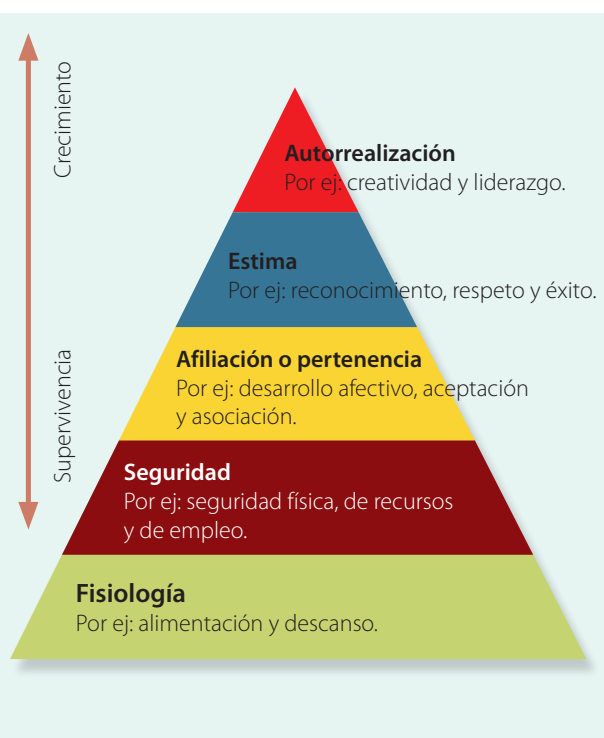 Crecimiento
Supervivencia
Autorrealización
Por ej: creatividad y liderazgo.
Estima
Por ej: reconocimiento, respeto y éxito.
Afiliación o pertenencia
Por ej: desarrollo afectivo, aceptación
y asociación.
Seguridad
Por ej: seguridad física, de recursos
y de empleo.
Fisiología
Por ej: alimentación y descanso.